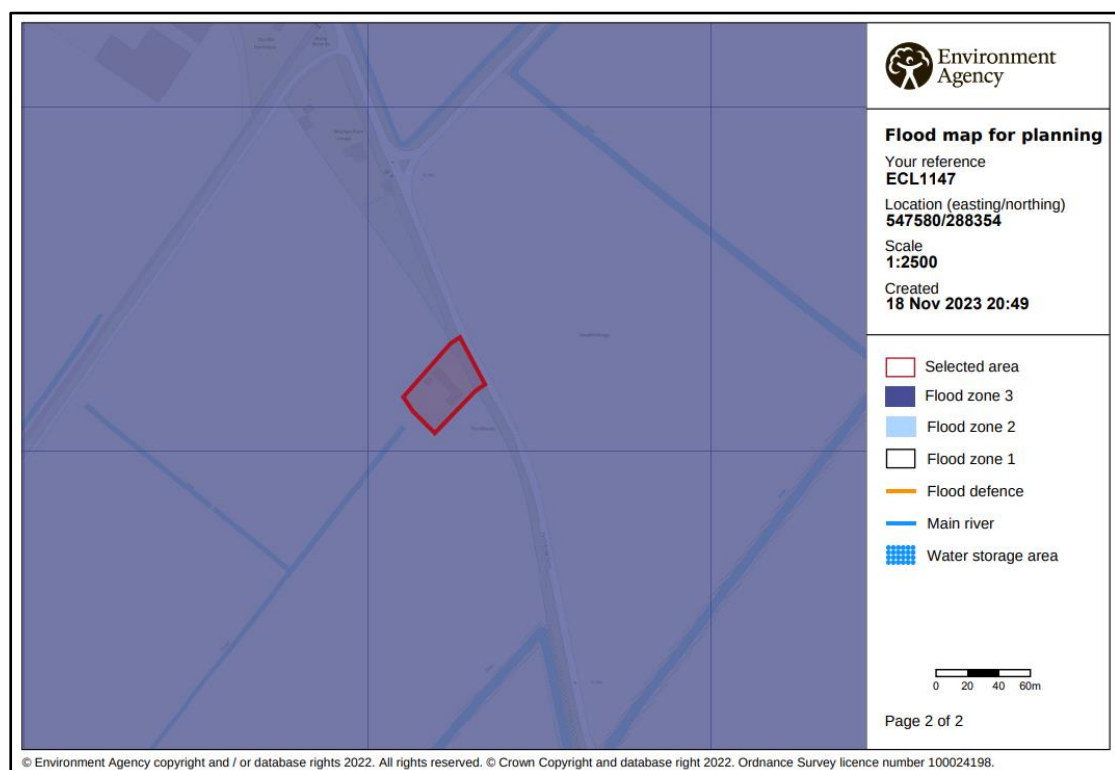 Environment
Agency
Flood map for planning
Your reference
ECL1147
Location (easting/northing)
547580/288354
Scale
1:2500
Created
18 Nov 2023 20:49
Selected area
Flood zone 3
Flood zone 2
Flood zone 1
Flood defence
Main river
Water storage area
0 20 40 60m
Page 2 of 2
© Environment Agency copyright and / or database rights 2022. All rights reserved. © Crown Copyright and database right 2022. Ordnance Survey licence number 100024198.